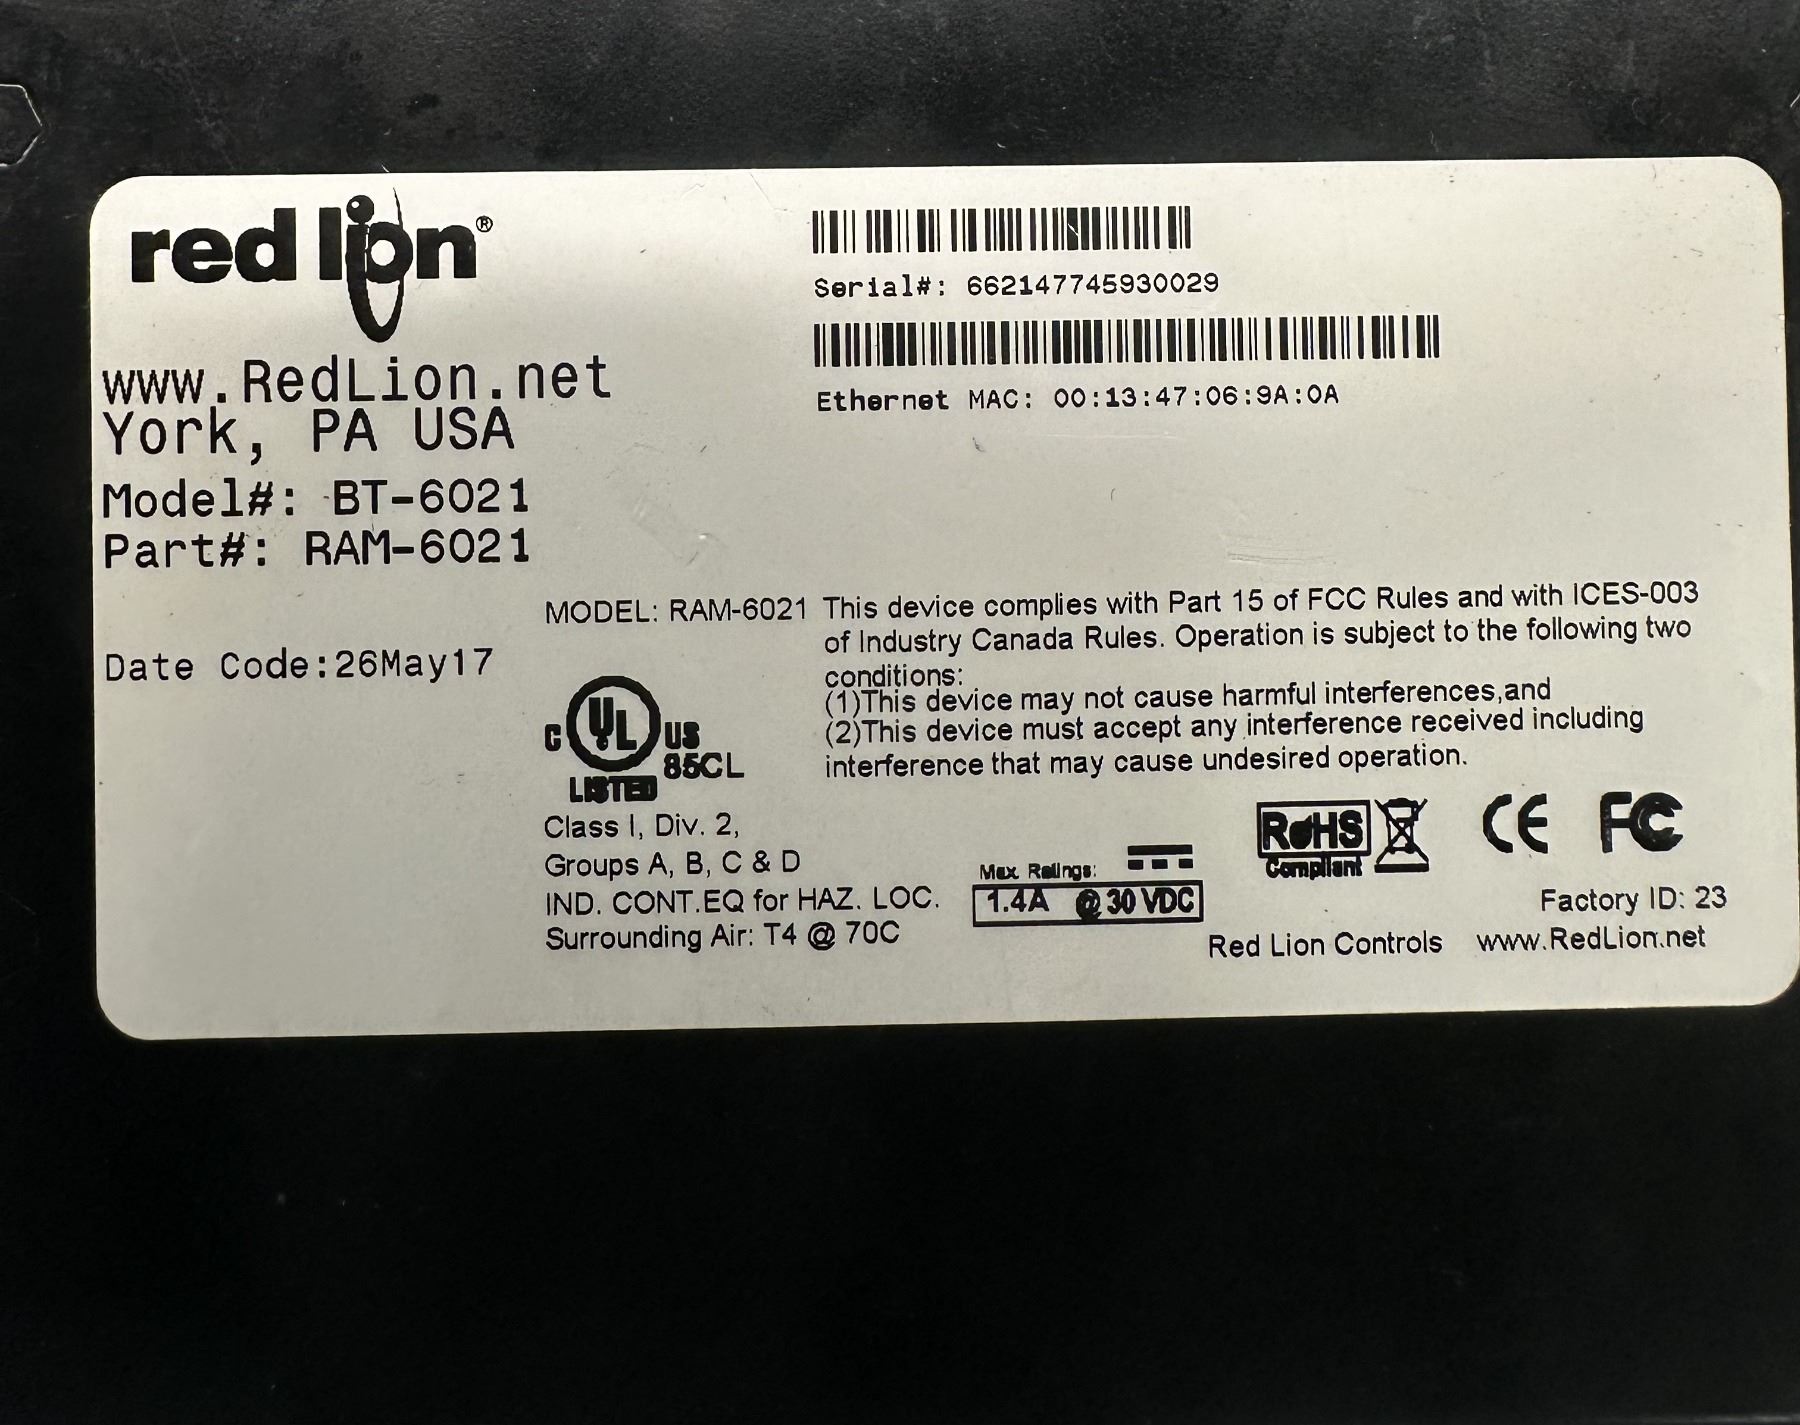 red lion®
www.RedLion.net
York, PA USA
Model#: BT-6021
Part#: RAM-6021
Date Code:26May17
Serial#: 662147745930029
Ethernet MAC: 00:13:47:06:9A:0A
MODEL: RAM-6021
This device complies with Part 15 of FCC Rules and with ICES-003
of Industry Canada Rules. Operation is subject to the following two
conditions:
(1)This device may not cause harmful interferences,and
(2)This device must accept any interference received including
interference that may cause undesired operation.
C UL US
85CL
LISTED
Class I, Div. 2,
Groups A, B, C & D
IND. CONT.EQ for HAZ. LOC.
Surrounding Air: T4 @ 70C
Max Ratings:
1.4A @ 30 VDC
RoHS
Compliant
CE FC
Factory ID: 23
Red Lion Controls www.RedLion.net